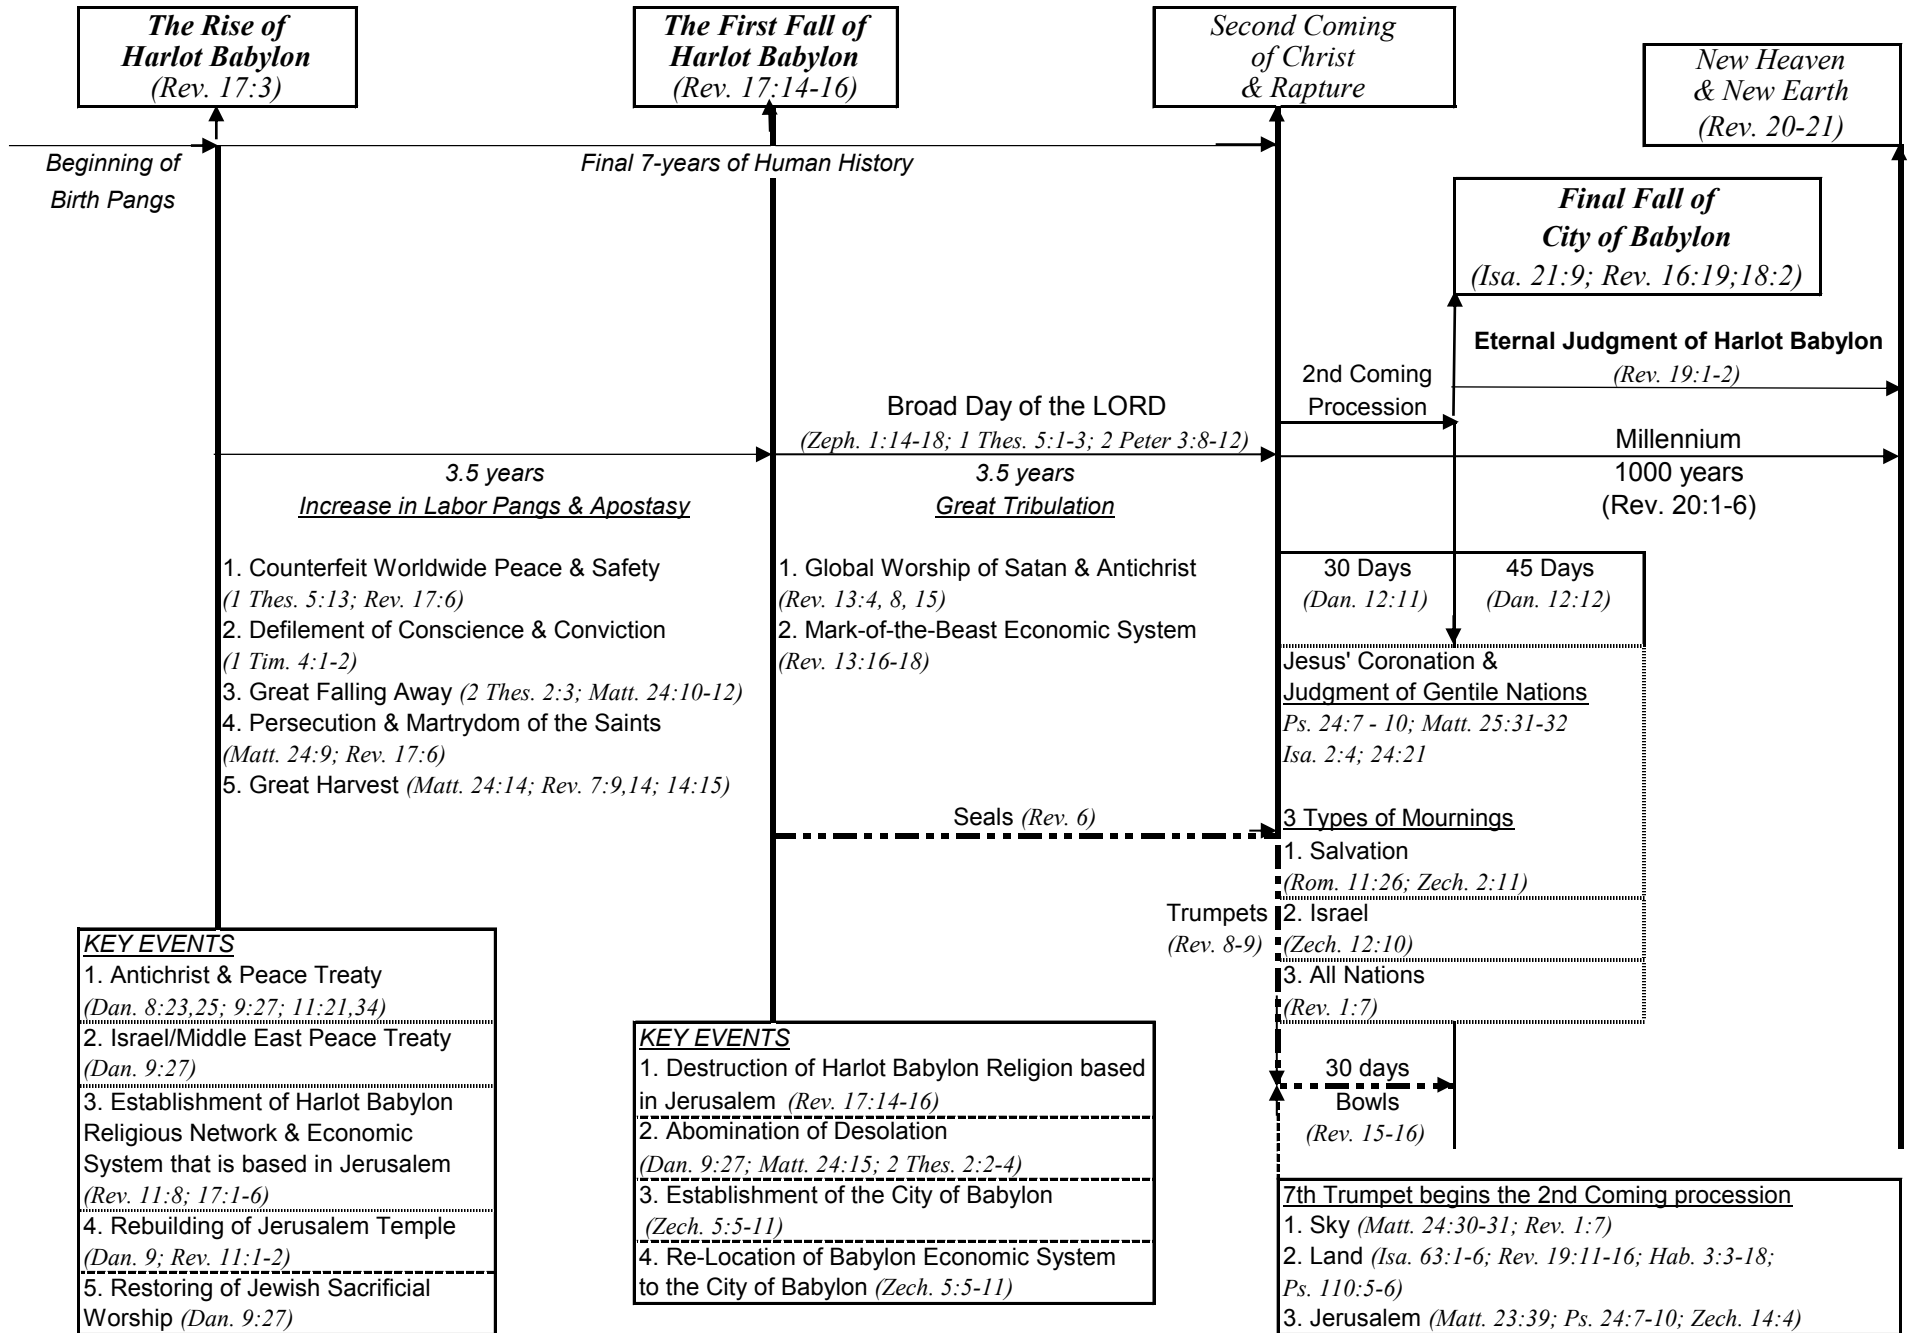 The Rise of
Harlot Babylon
(Rev. 17:3)
The First Fall of
Harlot Babylon
(Rev. 17:14-16)
Second Coming
of Christ
& Rapture
New Heaven
& New Earth
(Rev. 20-21)
Beginning of
Birth Pangs
Final 7-years of Human History
Final Fall of
City of Babylon
(Isa. 21:9; Rev. 16:19;18:2)
Eternal Judgment of Harlot Babylon
(Rev. 19:1-2)
2nd Coming
Procession
Broad Day of the LORD
(Zeph. 1:14-18; 1 Thes. 5:1-3; 2 Peter 3:8-12)
Millennium
1000 years
(Rev. 20:1-6)
3.5 years
Increase in Labor Pangs & Apostasy
3.5 years
Great Tribulation
1. Counterfeit Worldwide Peace & Safety
(1 Thes. 5:13; Rev. 17:6)
2. Defilement of Conscience & Conviction
(1 Tim. 4:1-2)
3. Great Falling Away (2 Thes. 2:3; Matt. 24:10-12)
4. Persecution & Martrydom of the Saints
(Matt. 24:9; Rev. 17:6)
5. Great Harvest (Matt. 24:14; Rev. 7:9,14; 14:15)
1. Global Worship of Satan & Antichrist
(Rev. 13:4, 8, 15)
2. Mark-of-the-Beast Economic System
(Rev. 13:16-18)
30 Days
(Dan. 12:11)
45 Days
(Dan. 12:12)
Jesus' Coronation &
Judgment of Gentile Nations
Ps. 24:7 - 10; Matt. 25:31-32
Isa. 2:4; 24:21
Seals (Rev. 6)
3 Types of Mournings
1. Salvation
(Rom. 11:26; Zech. 2:11)
2. Israel
(Zech. 12:10)
3. All Nations
(Rev. 1:7)
Trumpets
(Rev. 8-9)
30 days
Bowls
(Rev. 15-16)
KEY EVENTS
1. Antichrist & Peace Treaty
(Dan. 8:23,25; 9:27; 11:21,34)
2. Israel/Middle East Peace Treaty
(Dan. 9:27)
3. Establishment of Harlot Babylon
Religious Network & Economic
System that is based in Jerusalem
(Rev. 11:8; 17:1-6)
4. Rebuilding of Jerusalem Temple
(Dan. 9; Rev. 11:1-2)
5. Restoring of Jewish Sacrificial
Worship (Dan. 9:27)
KEY EVENTS
1. Destruction of Harlot Babylon Religion based
in Jerusalem (Rev. 17:14-16)
2. Abomination of Desolation
(Dan. 9:27; Matt. 24:15; 2 Thes. 2:2-4)
3. Establishment of the City of Babylon
(Zech. 5:5-11)
4. Re-Location of Babylon Economic System
to the City of Babylon (Zech. 5:5-11)
7th Trumpet begins the 2nd Coming procession
1. Sky (Matt. 24:30-31; Rev. 1:7)
2. Land (Isa. 63:1-6; Rev. 19:11-16; Hab. 3:3-18;
Ps. 110:5-6)
3. Jerusalem (Matt. 23:39; Ps. 24:7-10; Zech. 14:4)